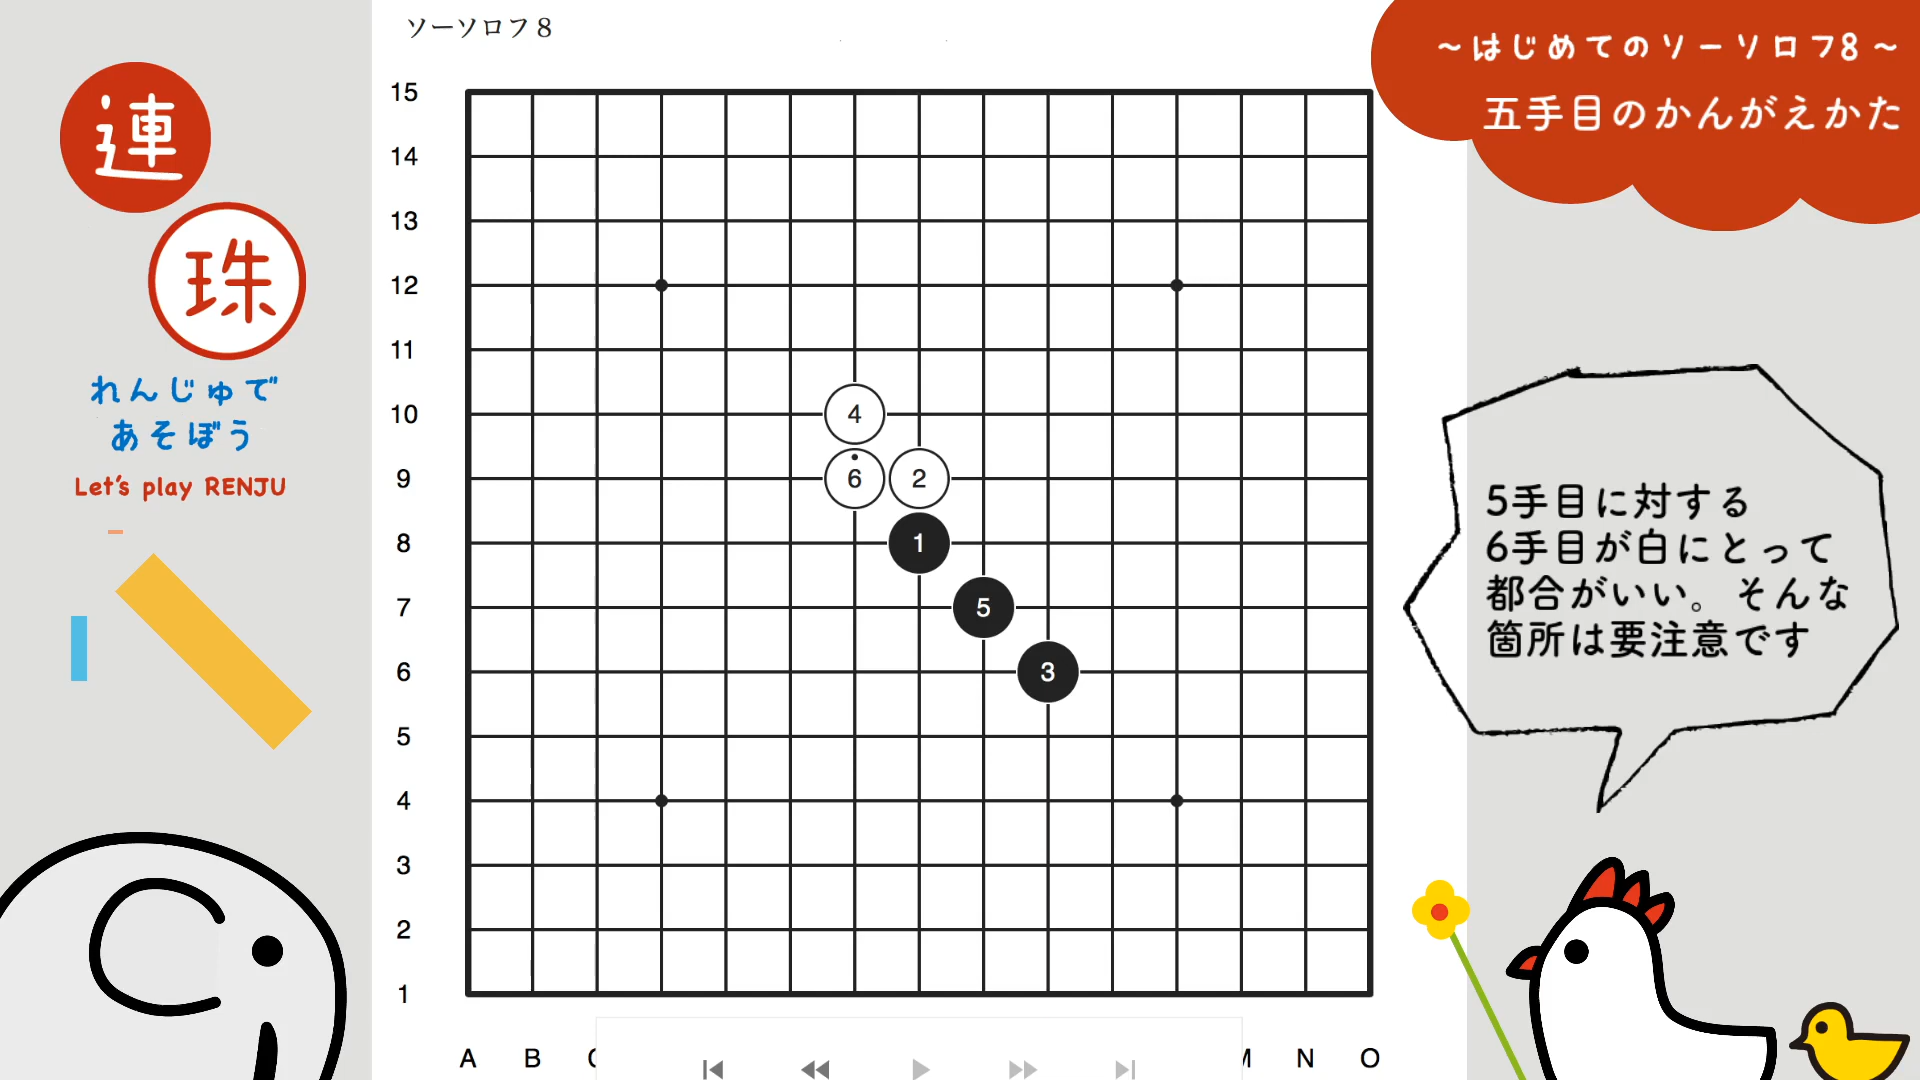 ソーソロフ8
～はじめてのソーソロフ8～
五手目のかんがえかた
連
珠
れんじゅで
あそぼう
Let's play RENJU
15
14
13
12
11
10
9
8
7
6
5
4
3
2
1
4
6
2
1
5
3
5手目に対する
6手目が白にとって
都合がいい。そんな
箇所は要注意です
A B N O